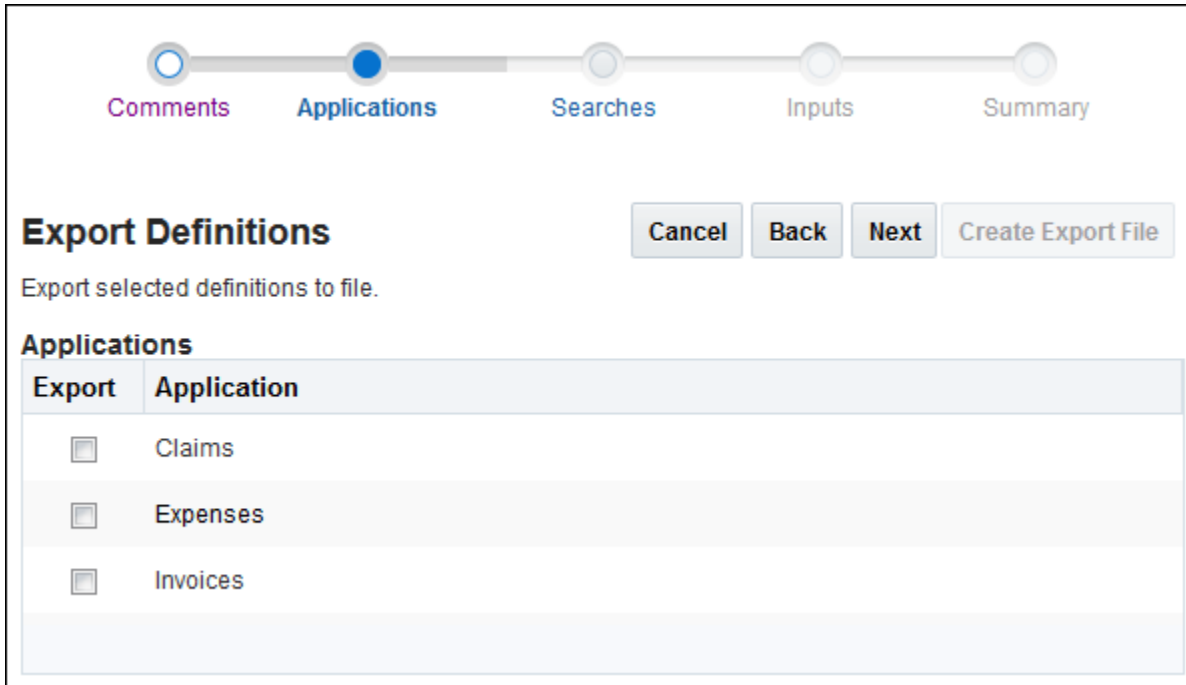 Comments Applications Searches Inputs Summary
Export Definitions Cancel Back Next Create Export File
Export selected definitions to file.
Applications
Export Application
Claims
Expenses
Invoices